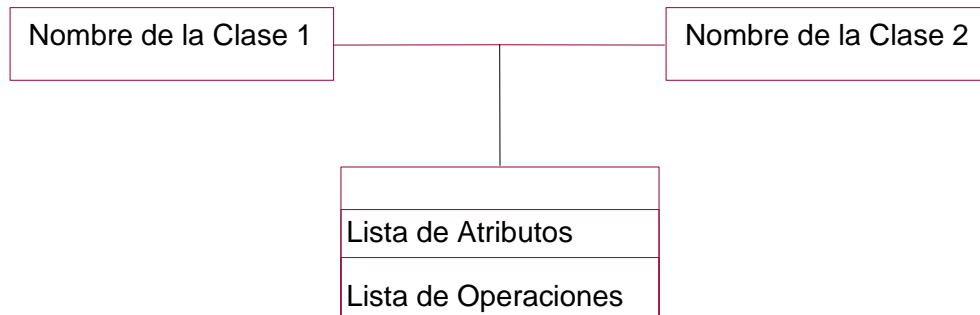 Nombre de la Clase 1
Nombre de la Clase 2
Lista de Atributos
Lista de Operaciones